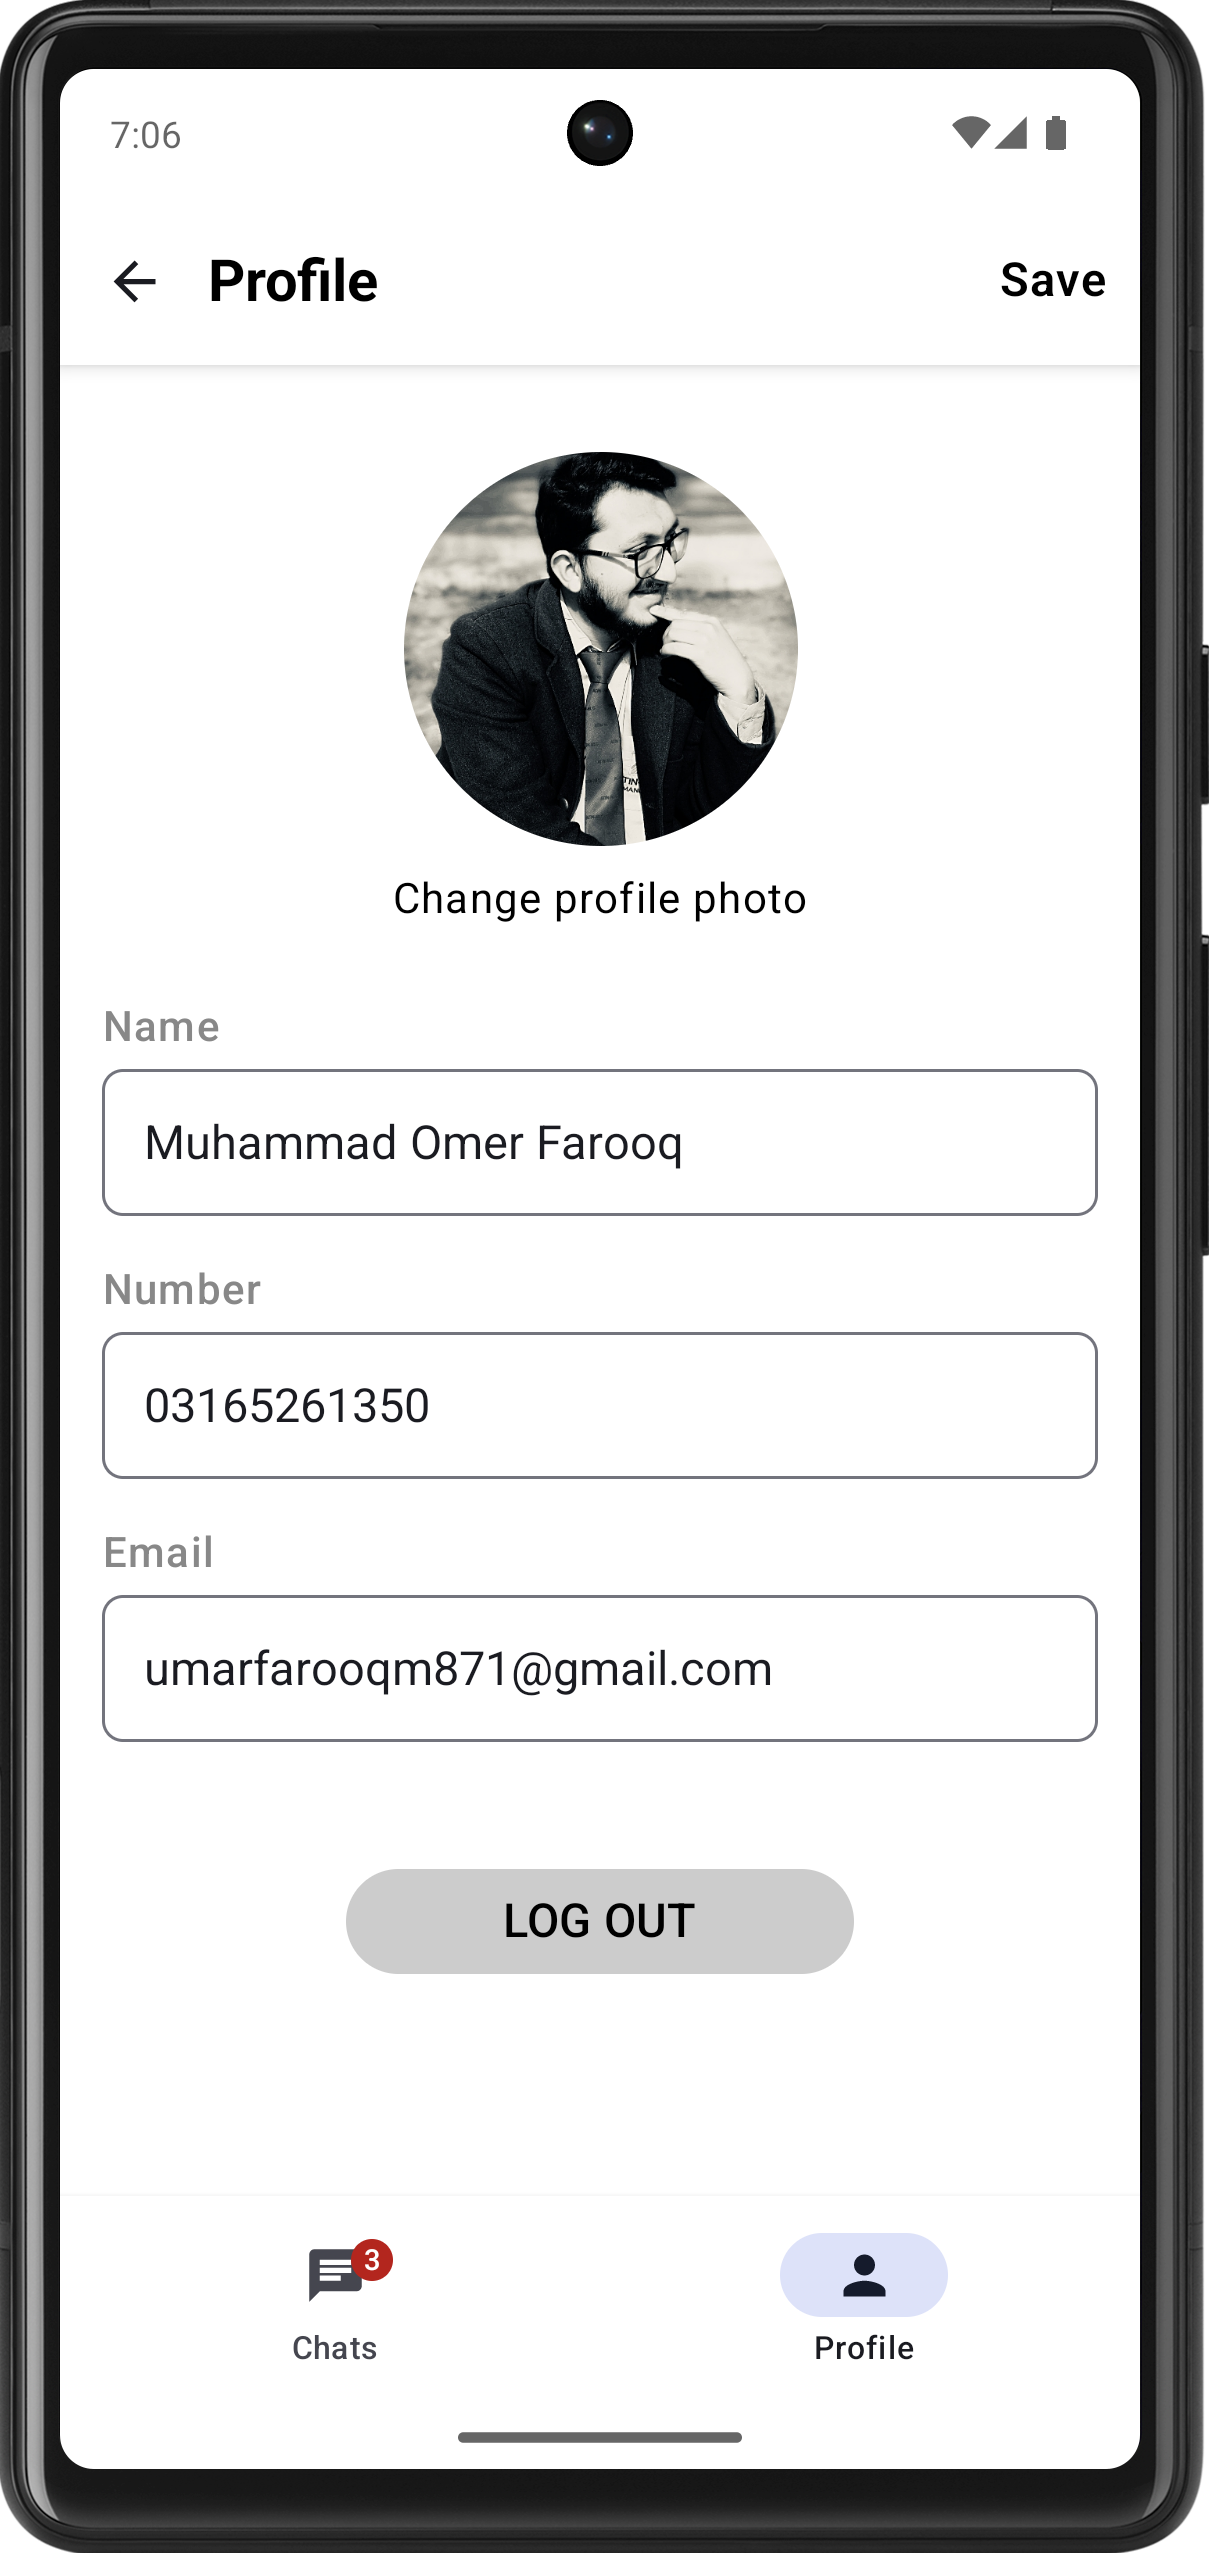 7:06
Profile
Save
Change profile photo
Name
Muhammad Omer Farooq
Number
03165261350
Email
umarfarooqm871@gmail.com
LOG OUT
3
Chats
Profile